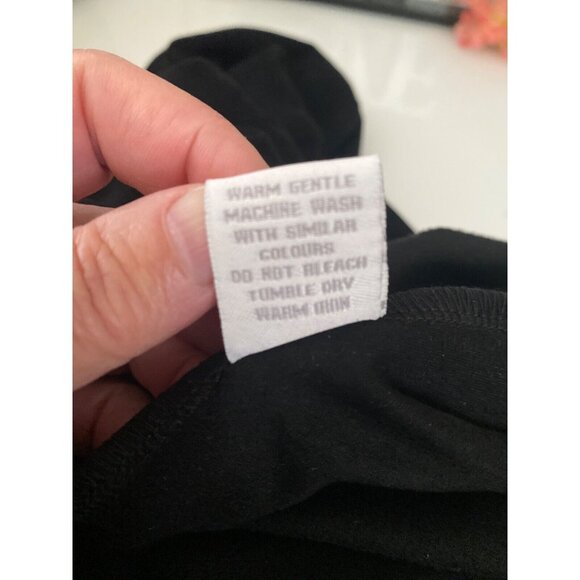 WARM GENTLE
MACHINE WASH
WITH SIMILAR
COLOURS
DO NOT BLEACH
TUMBLE DRY
WARM IRON